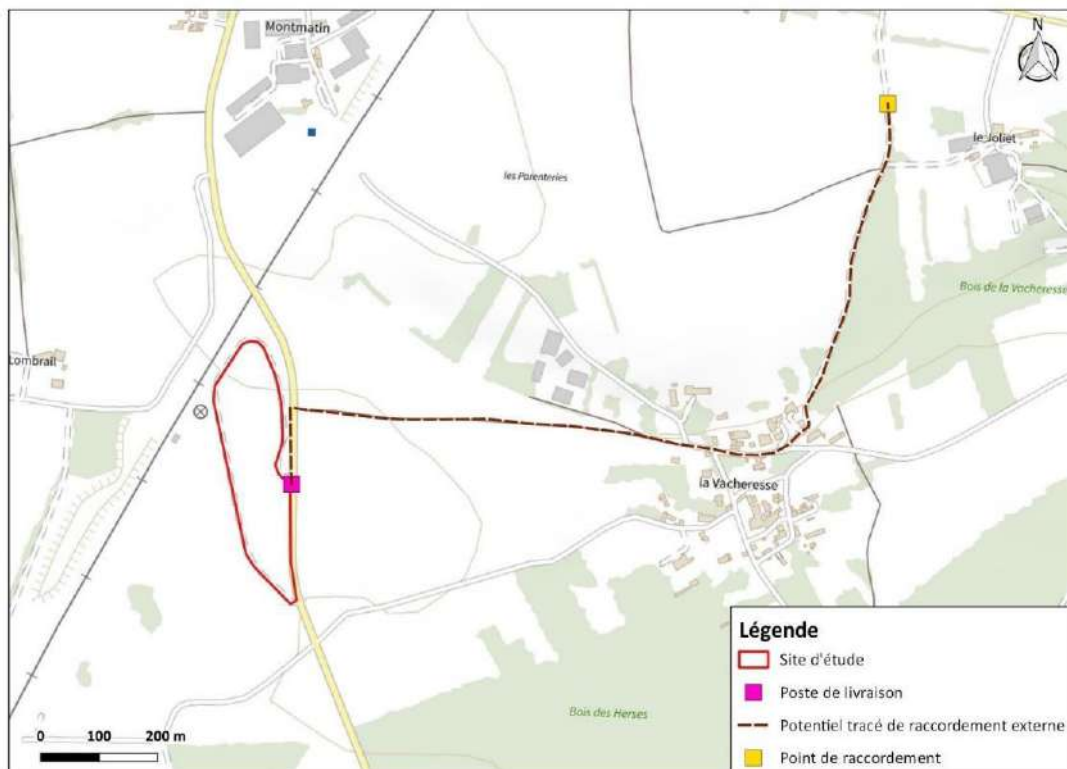 Montmatin
N
le Joliet
les Parenteries
Bois de la Vacheresse
Lombrail
la Vacheresse
Bois des Herses
0 100 200 m
Légende
Site d'étude
Poste de livraison
Potentiel tracé de raccordement externe
Point de raccordement